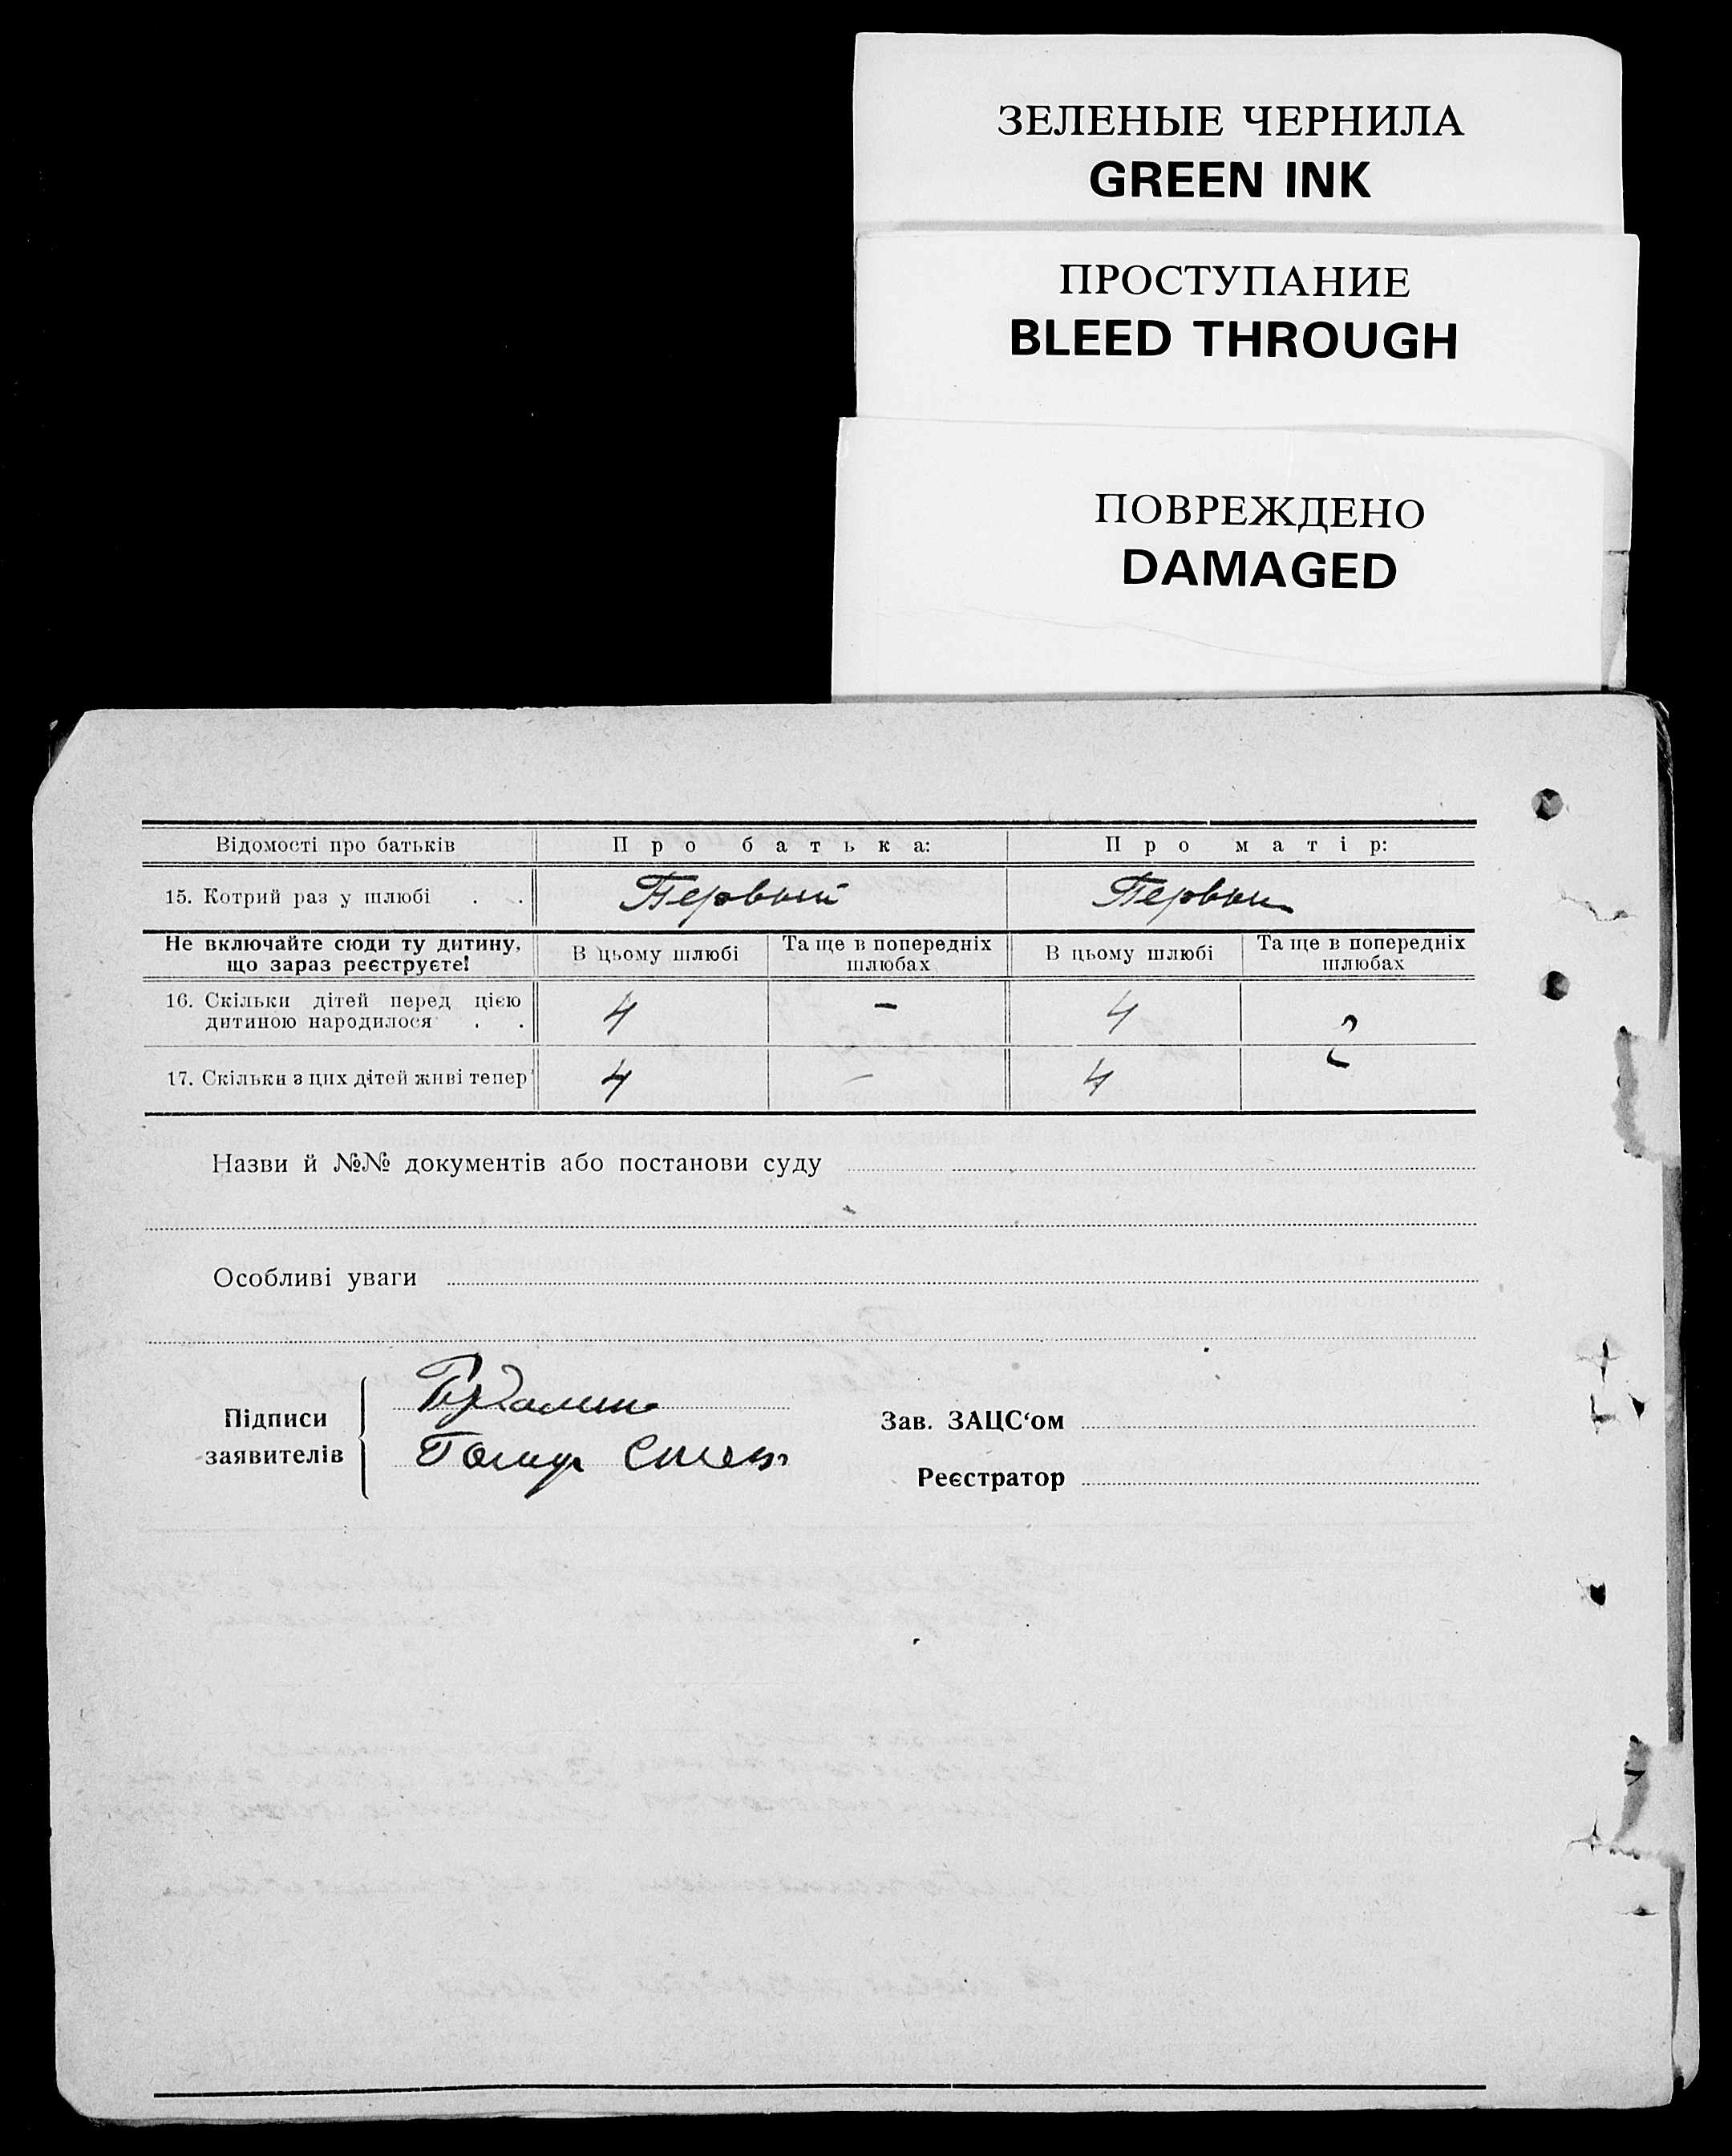 ЗЕЛЕНЫЕ ЧЕРНИЛА
GREEN INK
ПРОСТУПАНИЕ
BLEED THROUGH
ПОВРЕЖДЕНО
DAMAGED
Відомості про батьків Про батька: Про матір:
15. Котрий раз у шлюбі . . Первый Первый
Не включайте сюди ту дитину, що зараз реєструєте! В цьому шлюбі Та ще в попередніх шлюбах В цьому шлюбі Та ще в попередніх шлюбах
16. Скільки дітей перед цією дитиною народилося . . 4 – 4
17. Скільки з цих дітей живі тепер 4 – 4
Назви й №№ документів або постанови суду
Особливі уваги
Підписи
заявителів
Зав. ЗАЦС‘ом
Реєстратор